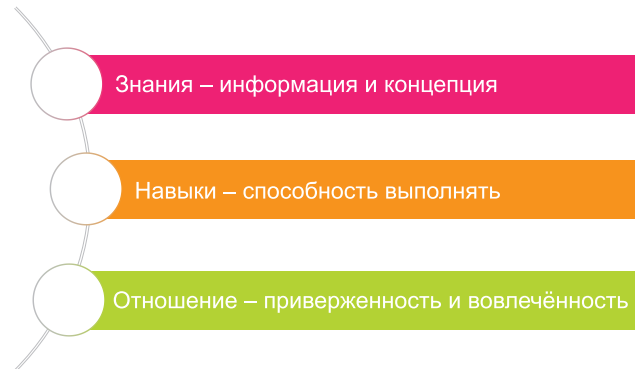 Знания – информация и концепция
Навыки – способность выполнять
Отношение – приверженность и вовлечённость